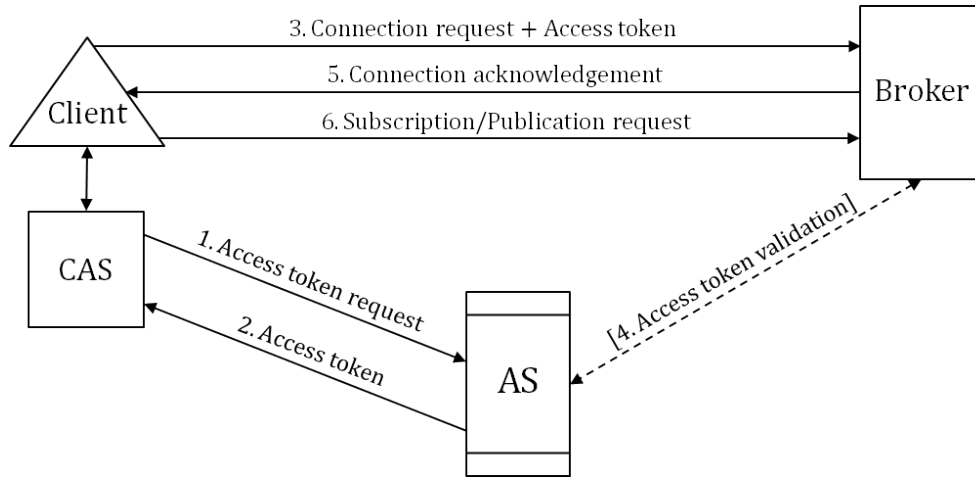 3. Connection request + Access token
5. Connection acknowledgement
6. Subscription/Publication request
Client
Broker
CAS
1. Access token request
2. Access token
[4. Access token validation]
AS